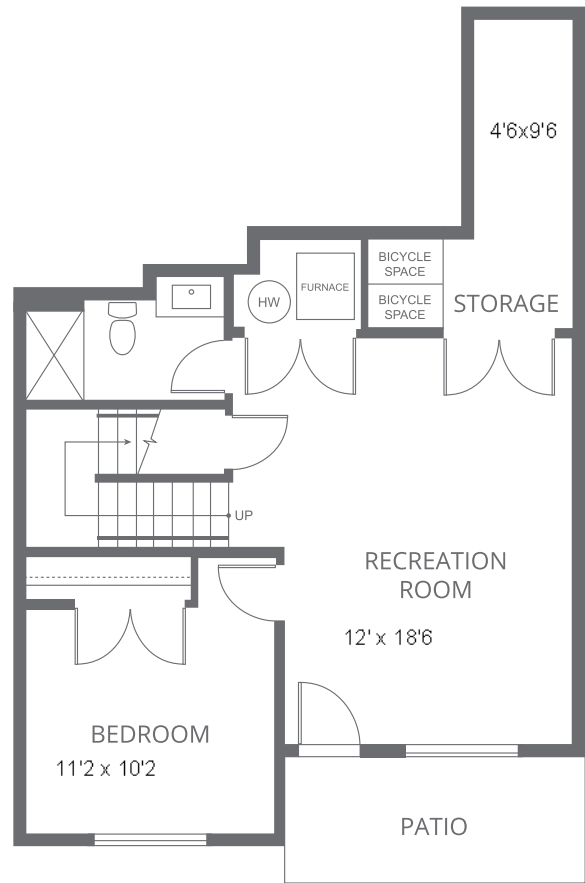 4'6x9'6
BICYCLE
SPACE
FURNACE
HW
BICYCLE
SPACE
STORAGE
UP
RECREATION
ROOM
12' x 18'6
BEDROOM
11'2 x 10'2
PATIO